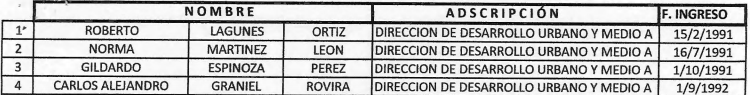 NOMBRE ADSCRIPCIÓN F. INGRESO
1 ROBERTO LAGUNES ORTIZ DIRECCION DE DESARROLLO URBANO Y MEDIO A 15/2/1991
2 NORMA MARTINEZ LEON DIRECCION DE DESARROLLO URBANO Y MEDIO A 16/7/1991
3 GILDARDO ESPINOZA PEREZ DIRECCION DE DESARROLLO URBANO Y MEDIO A 1/10/1991
4 CARLOS ALEJANDRO GRANIEL ROVIRA DIRECCION DE DESARROLLO URBANO Y MEDIO A 1/9/1992